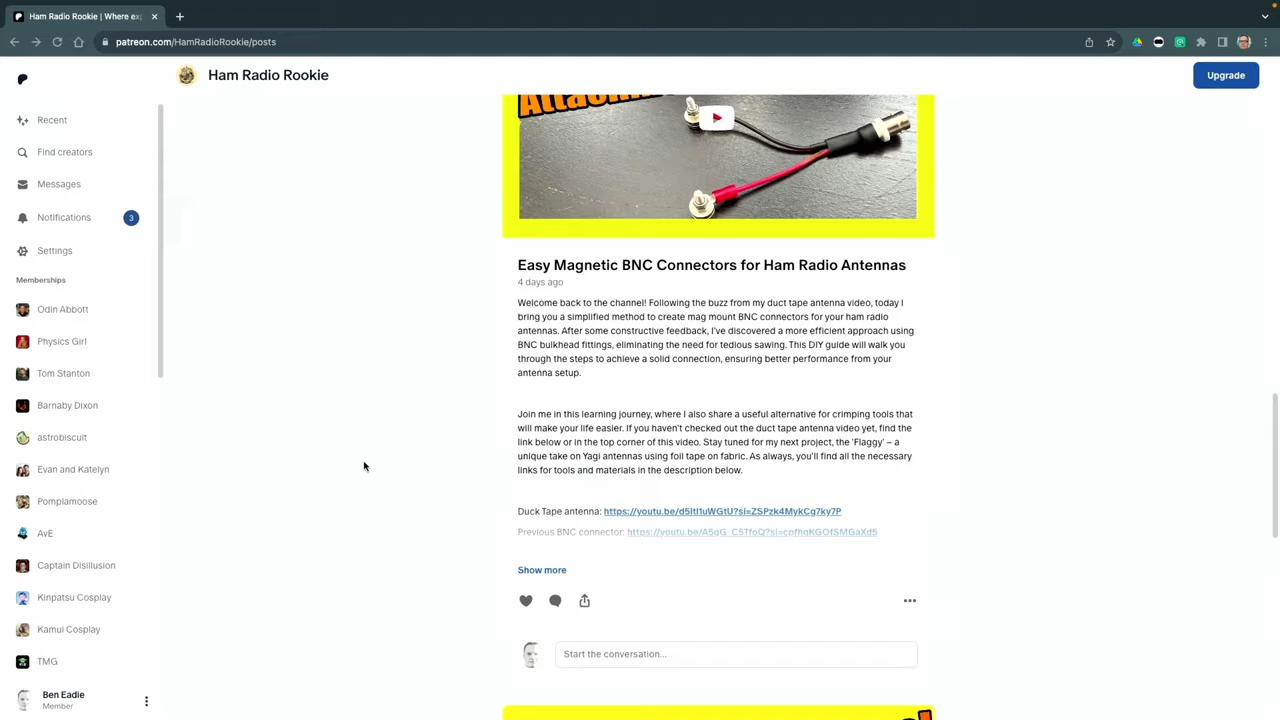 Ham Radio Rookie | Where ex
patreon.com/HamRadioRookie/posts
Ham Radio Rookie
Upgrade
Recent
Find creators
Messages
Notifications
3
Settings
Memberships
Odin Abbott
Physics Girl
Tom Stanton
Barnaby Dixon
astrobiscuit
Evan and Katelyn
Pomplamoose
AvE
Captain Disillusion
Kinpatsu Cosplay
Kamui Cosplay
TMG
Ben Eadie
Member
Easy Magnetic BNC Connectors for Ham Radio Antennas
4 days ago
Welcome back to the channel! Following the buzz from my duct tape antenna video, today I
bring you a simplified method to create mag mount BNC connectors for your ham radio
antennas. After some constructive feedback, I've discovered a more efficient approach using
BNC bulkhead fittings, eliminating the need for tedious sawing. This DIY guide will walk you
through the steps to achieve a solid connection, ensuring better performance from your
antenna setup.
Join me in this learning journey, where I also share a useful alternative for crimping tools that
will make your life easier. If you haven't checked out the duct tape antenna video yet, find the
link below or in the top corner of this video. Stay tuned for my next project, the 'Flaggy' – a
unique take on Yagi antennas using foil tape on fabric. As always, you'll find all the necessary
links for tools and materials in the description below.
Duck Tape antenna: https://youtu.be/d5ItI1uWGtU?si=ZSPzk4MykCg7ky7P
Previous BNC connector: https://youtu.be/A5gG_C5TfoQ?si=cpfhqKGOfSMGaXd5
Show more
Start the conversation...